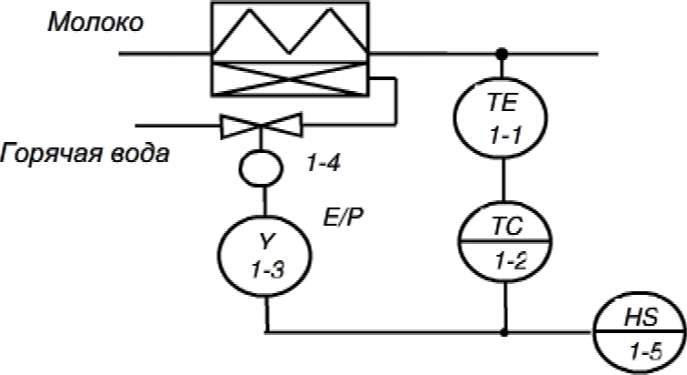 Молоко
TE
1-1
Горячая вода
1-4
E/P
Y
1-3
TC
1-2
HS
1-5